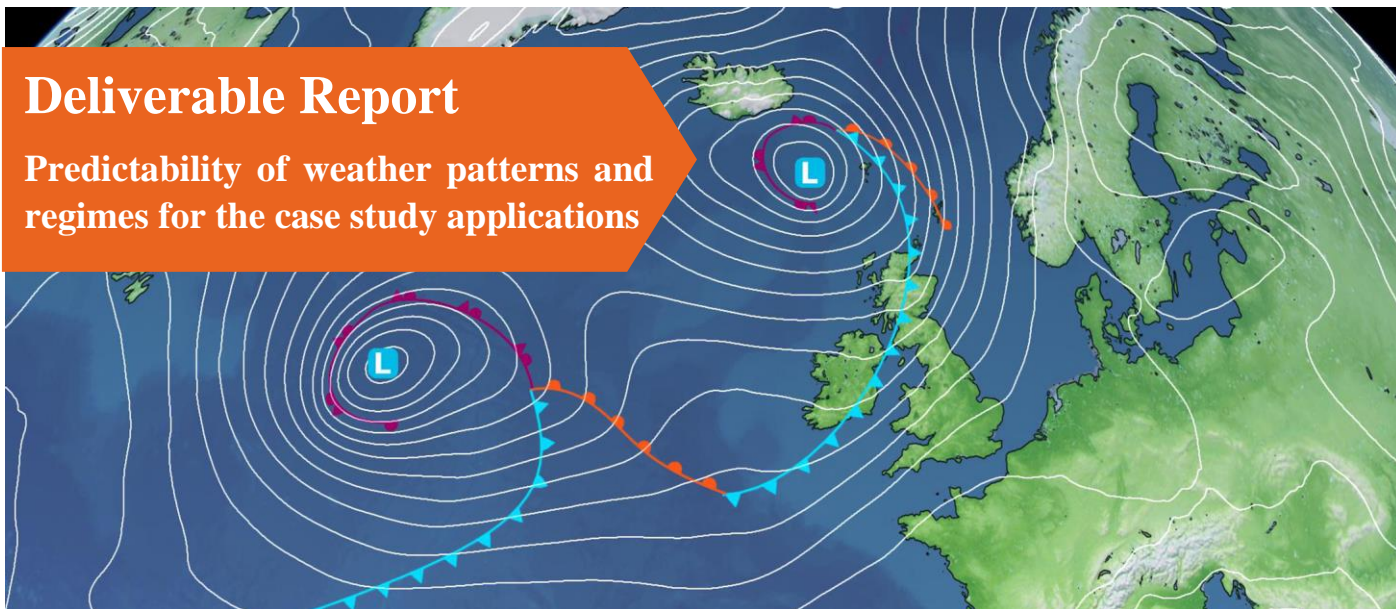 Deliverable Report
Predictability of weather patterns and
regimes for the case study applications
L
L